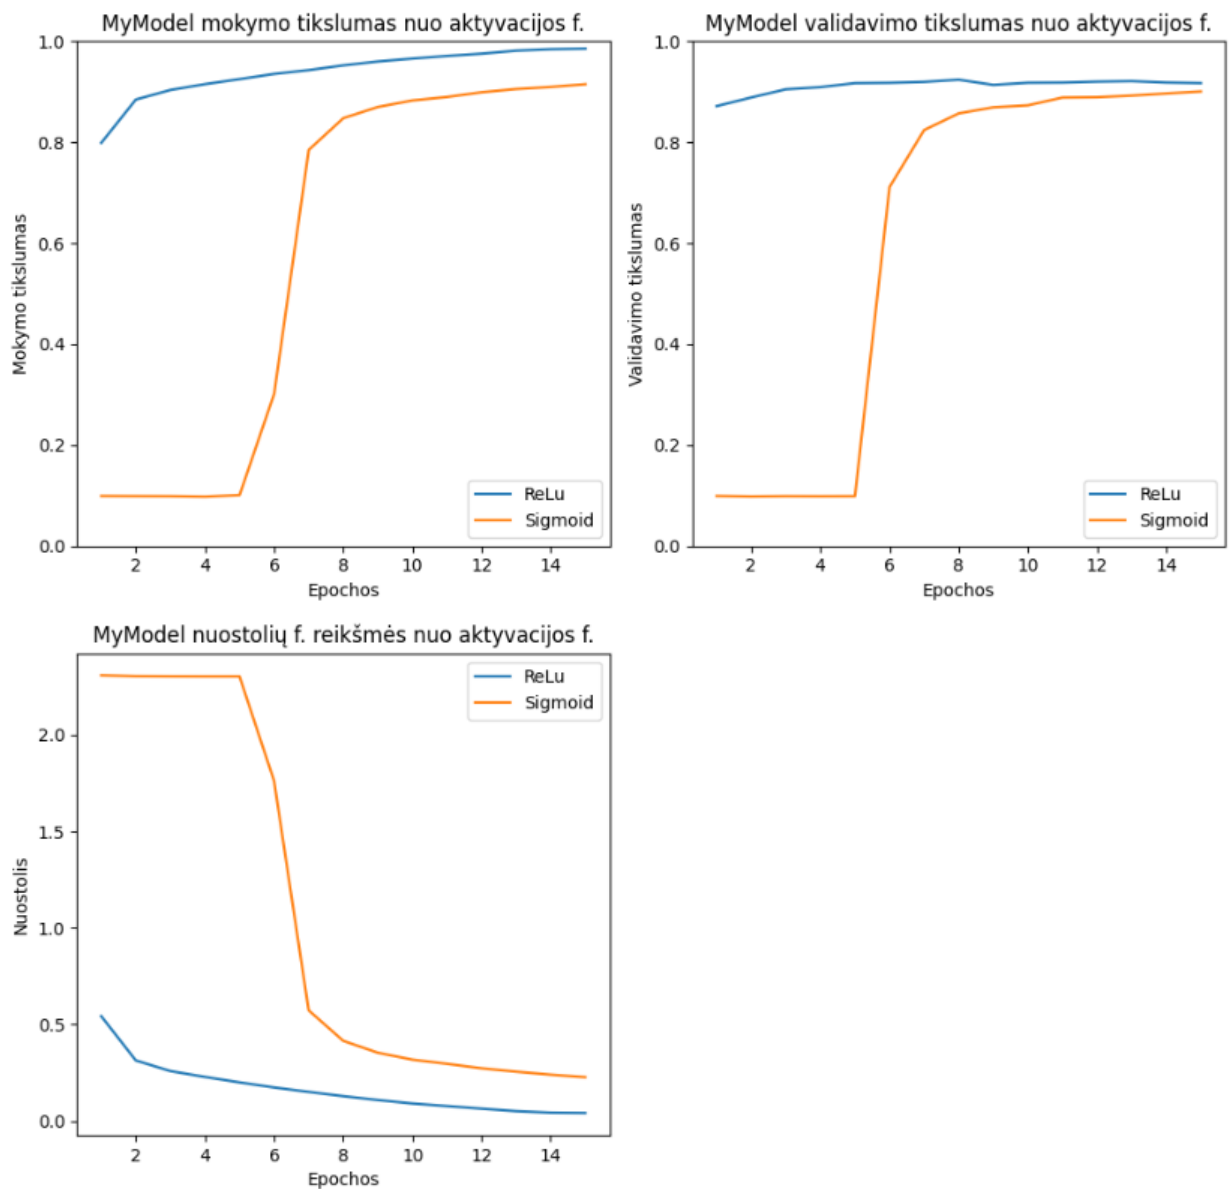 MyModel mokymo tikslumas nuo aktyvacijos f.
1.0
0.8
0.6
0.4
0.2
0.0
Mokymo tikslumas
2 4 6 8 10 12 14
Epochos
ReLu
Sigmoid
MyModel validavimo tikslumas nuo aktyvacijos f.
1.0
0.8
0.6
0.4
0.2
0.0
Validavimo tikslumas
2 4 6 8 10 12 14
Epochos
ReLu
Sigmoid
MyModel nuostolių f. reikšmės nuo aktyvacijos f.
2.0
1.5
1.0
0.5
0.0
Nuostolis
2 4 6 8 10 12 14
Epochos
ReLu
Sigmoid